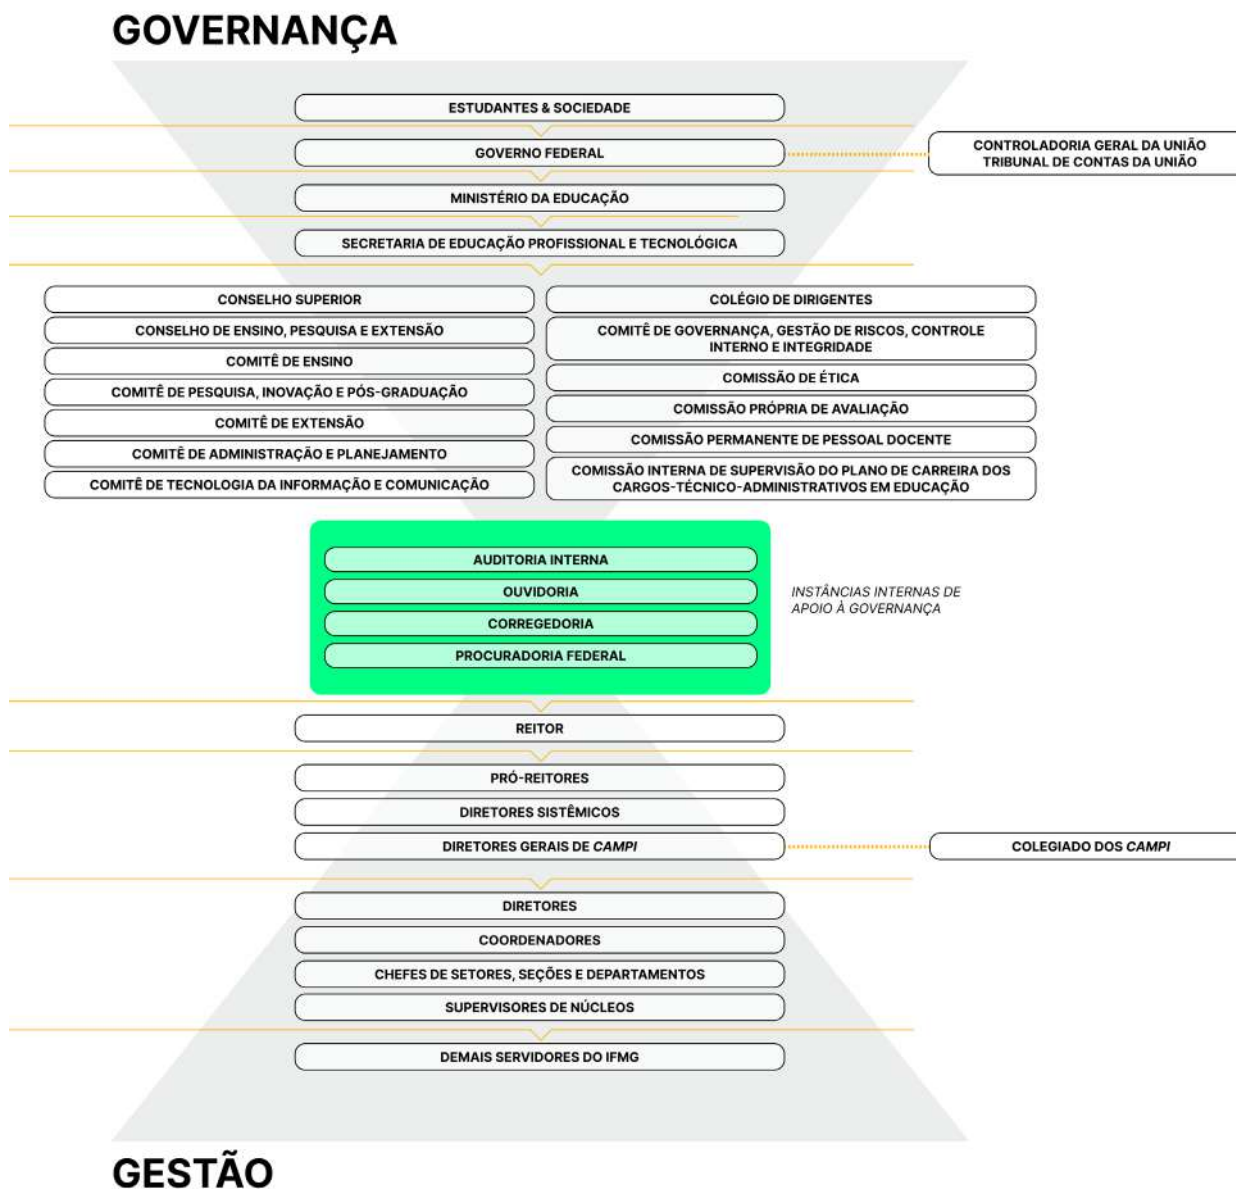 GOVERNANÇA
ESTUDANTES & SOCIEDADE
GOVERNO FEDERAL
CONTROLADORIA GERAL DA UNIÃO
TRIBUNAL DE CONTAS DA UNIÃO
MINISTÉRIO DA EDUCAÇÃO
SECRETARIA DE EDUCAÇÃO PROFISSIONAL E TECNOLÓGICA
CONSELHO SUPERIOR
CONSELHO DE ENSINO, PESQUISA E EXTENSÃO
COMITÊ DE ENSINO
COMITÊ DE PESQUISA, INOVAÇÃO E PÓS-GRADUAÇÃO
COMITÊ DE EXTENSÃO
COMITÊ DE ADMINISTRAÇÃO E PLANEJAMENTO
COMITÊ DE TECNOLOGIA DA INFORMAÇÃO E COMUNICAÇÃO
COLÉGIO DE DIRIGENTES
COMITÊ DE GOVERNANÇA, GESTÃO DE RISCOS, CONTROLE
INTERNO E INTEGRIDADE
COMISSÃO DE ÉTICA
COMISSÃO PRÓPRIA DE AVALIAÇÃO
COMISSÃO PERMANENTE DE PESSOAL DOCENTE
COMISSÃO INTERNA DE SUPERVISÃO DO PLANO DE CARREIRA DOS
CARGOS-TÉCNICO-ADMINISTRATIVOS EM EDUCAÇÃO
AUDITORIA INTERNA
OUVIDORIA
CORREGEDORIA
PROCURADORIA FEDERAL
INSTÂNCIAS INTERNAS DE
APOIO À GOVERNANÇA
REITOR
PRÓ-REITORES
DIRETORES SISTÊMICOS
DIRETORES GERAIS DE CAMPI
COLEGIADO DOS CAMPI
DIRETORES
COORDENADORES
CHEFES DE SETORES, SEÇÕES E DEPARTAMENTOS
SUPERVISORES DE NÚCLEOS
DEMAIS SERVIDORES DO IFMG
GESTÃO